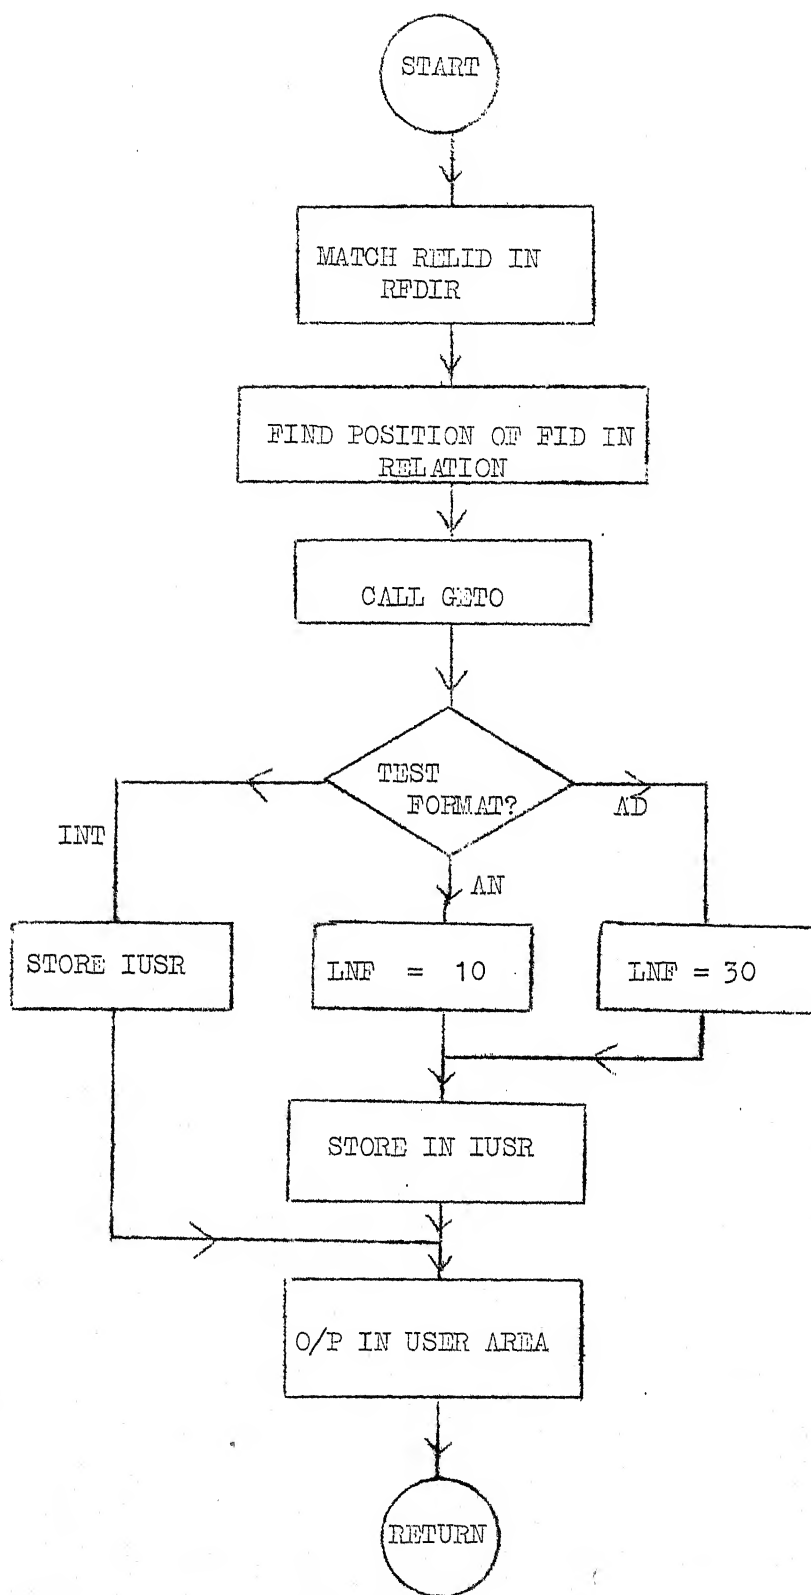 START
MATCH RELID IN
RFDIR
FIND POSITION OF FID IN
RELATION
CALL GETO
TEST
FORMAT?
INT
AN
AD
STORE IUSR
LNF = 10
LNF = 30
STORE IN IUSR
O/P IN USER AREA
RETURN